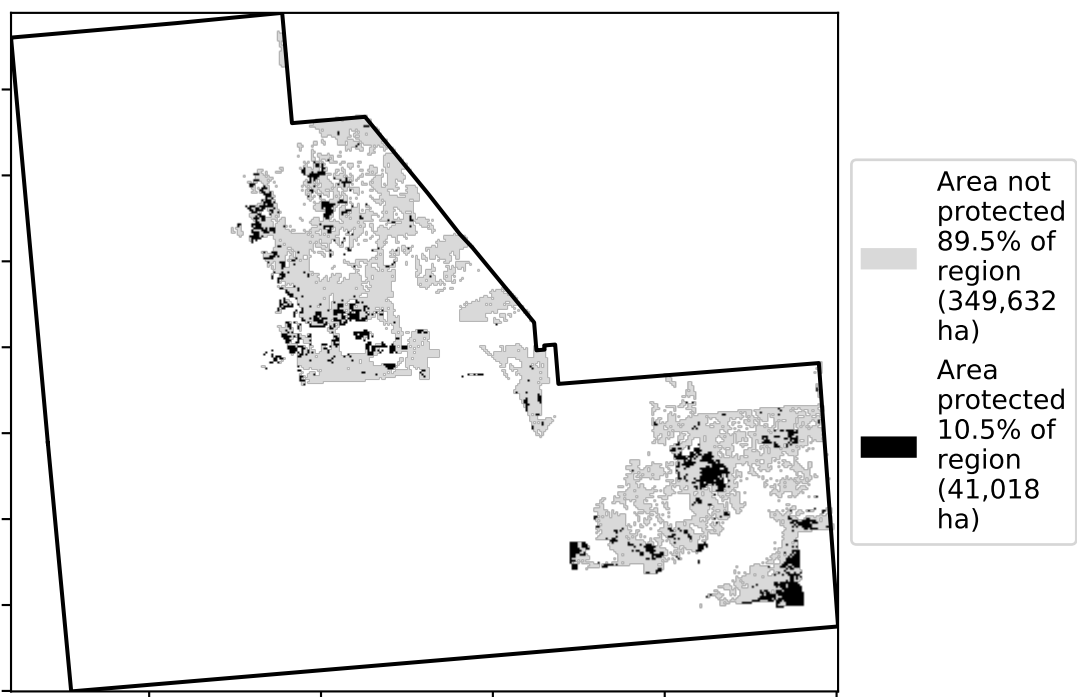 Area not
protected
89.5% of
region
(349,632
ha)
Area
protected
10.5% of
region
(41,018
ha)